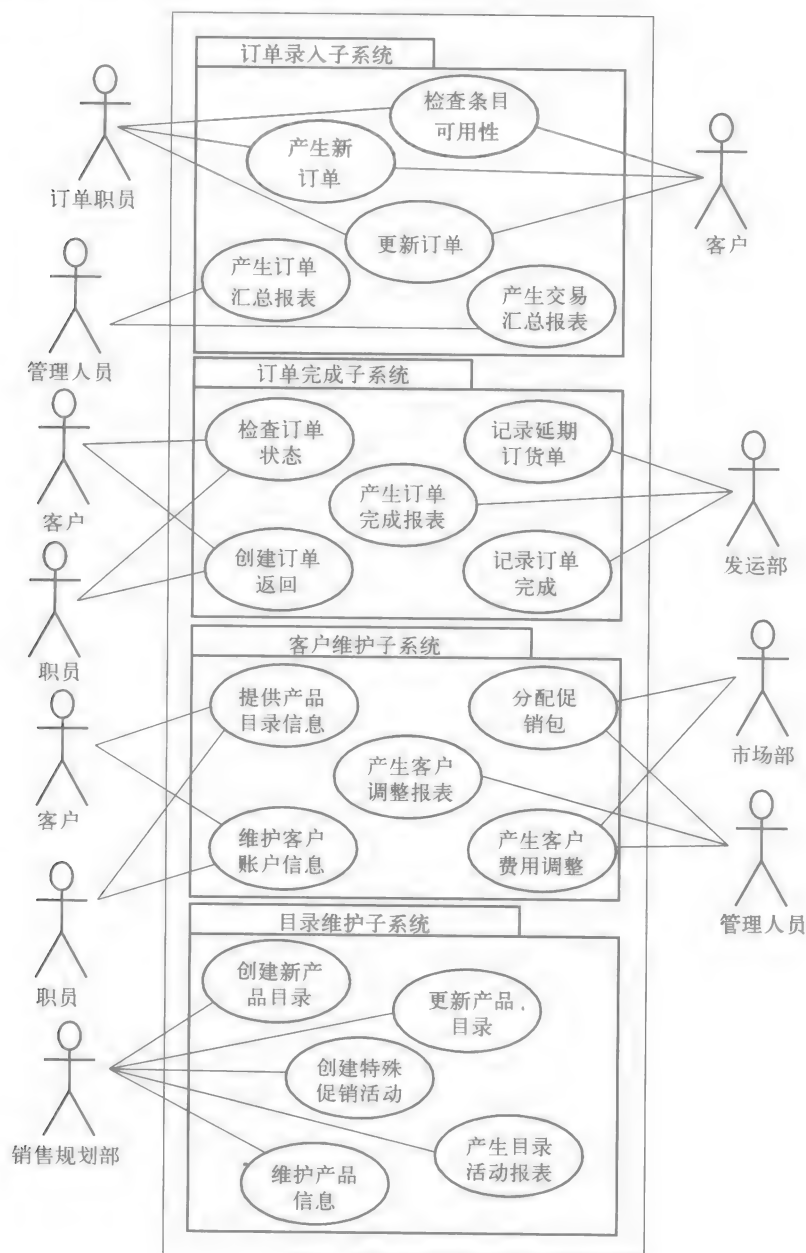 订单录入子系统
检查条目
可用性
产生新
订单
订单职员
更新订单
客户
产生订单
汇总报表
产生交易
汇总报表
管理人员
订单完成子系统
检查订单
状态
记录延期
订货单
产生订单
完成报表
客户
创建订单
返回
记录订单
完成
发运部
职员
客户维护子系统
提供产品
目录信息
分配促
销包
产生客户
调整报表
市场部
客户
维护客户
账户信息
产生客户
费用调整
管理人员
职员
目录维护子系统
创建新产
品目录
更新产品
目录
创建特殊
促销活动
销售规划部
产生目录
活动报表
维护产品
信息